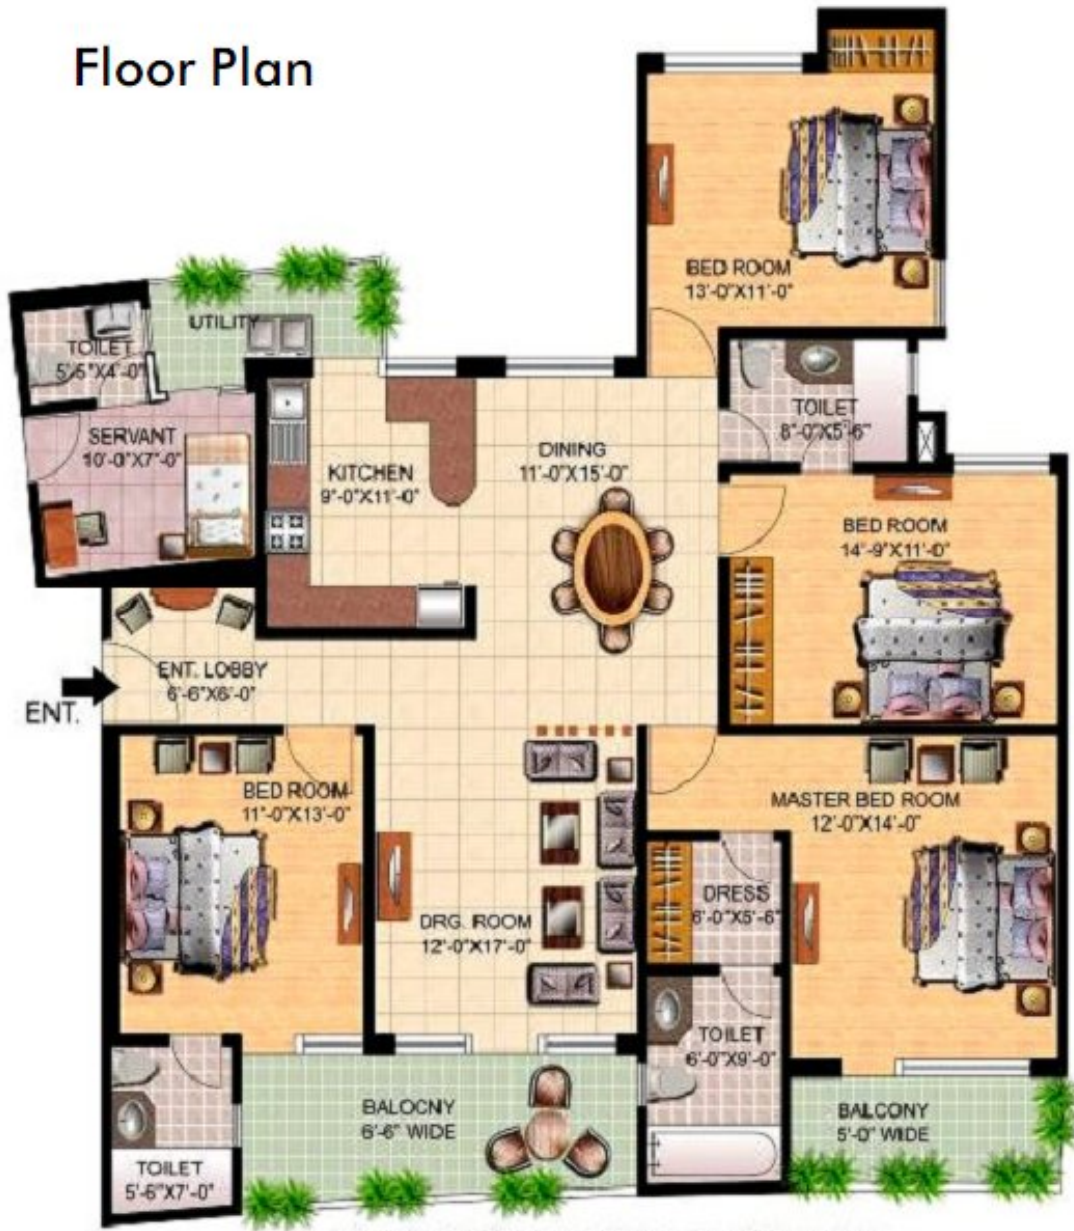 Floor Plan
BED ROOM
13'-0"X11'-0"
UTILITY
TOILET
5'-6"X4'-0"
TOILET
8'-0"X5'-6"
SERVANT
10'-0"X7'-0"
KITCHEN
9'-0"X11'-0"
DINING
11'-0"X15'-0"
BED ROOM
14'-9"X11'-0"
ENT. LOBBY
6'-6"X6'-0"
ENT.
BED ROOM
11'-0"X13'-0"
MASTER BED ROOM
12'-0"X14'-0"
DRESS
6'-0"X5'-6"
DRG. ROOM
12'-0"X17'-0"
TOILET
6'-0"X9'-0"
BALOCNY
6'-6" WIDE
BALCONY
5'-0" WIDE
TOILET
5'-6"X7'-0"